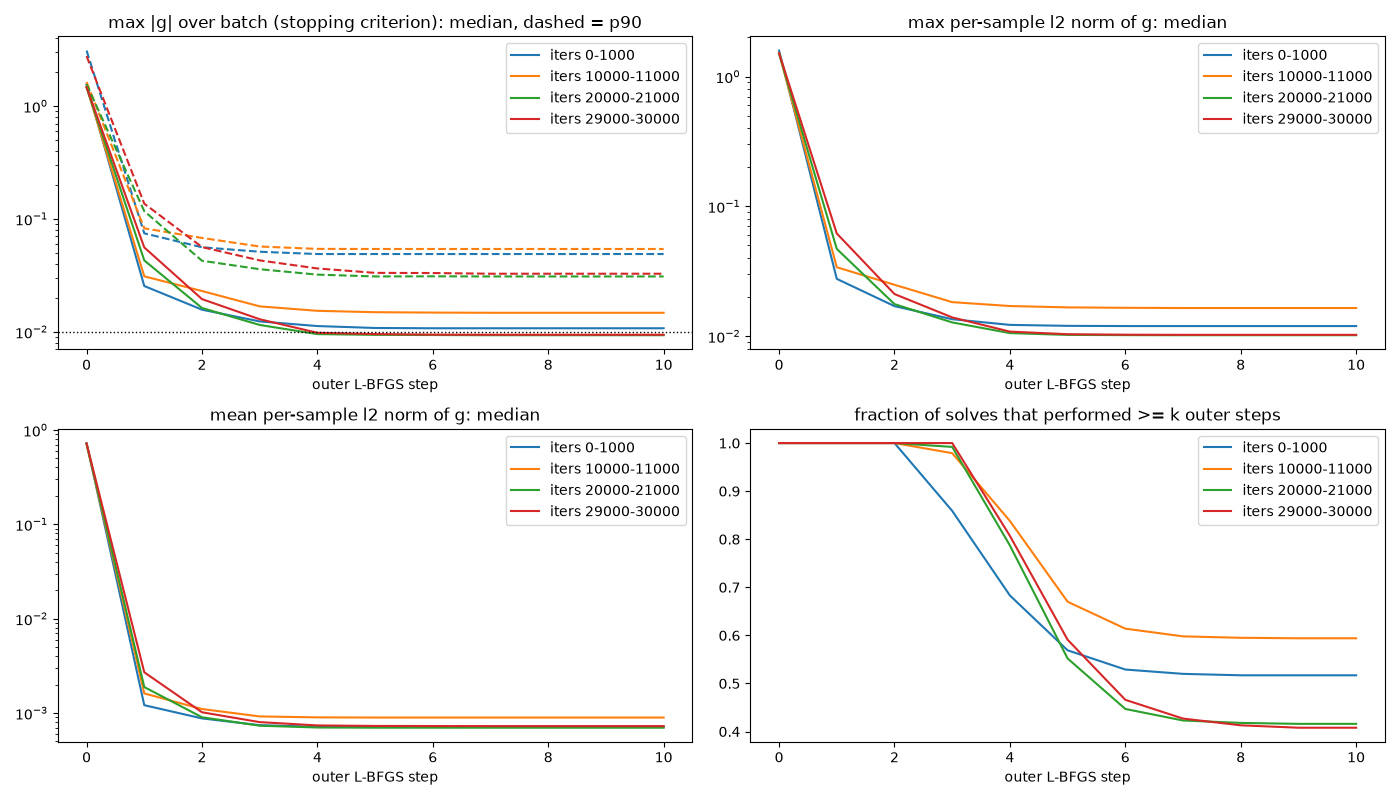 max |g| over batch (stopping criterion): median, dashed = p90
10⁰
10⁻¹
10⁻²
0 2 4 6 8 10
outer L-BFGS step
iters 0-1000
iters 10000-11000
iters 20000-21000
iters 29000-30000
max per-sample l2 norm of g: median
10⁰
10⁻¹
10⁻²
0 2 4 6 8 10
outer L-BFGS step
iters 0-1000
iters 10000-11000
iters 20000-21000
iters 29000-30000
mean per-sample l2 norm of g: median
10⁰
10⁻¹
10⁻²
10⁻³
0 2 4 6 8 10
outer L-BFGS step
iters 0-1000
iters 10000-11000
iters 20000-21000
iters 29000-30000
fraction of solves that performed >= k outer steps
1.0
0.9
0.8
0.7
0.6
0.5
0.4
0 2 4 6 8 10
outer L-BFGS step
iters 0-1000
iters 10000-11000
iters 20000-21000
iters 29000-30000